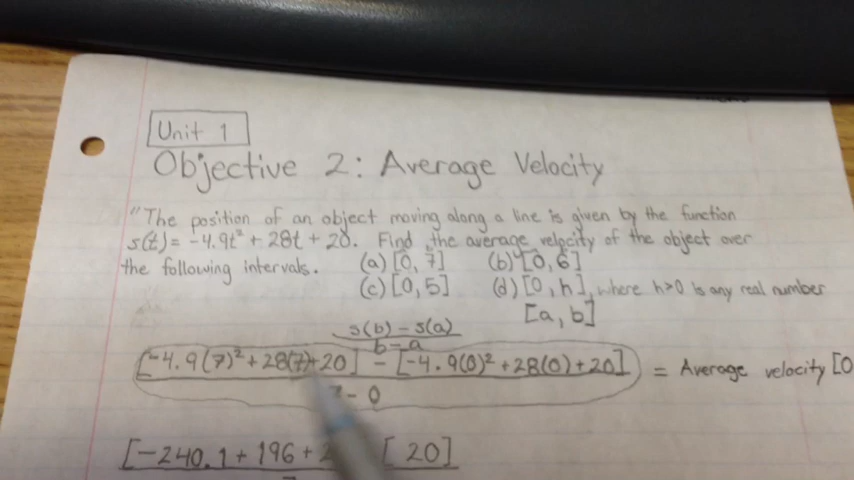 Unit 1
Objective 2: Average Velocity
"The position of an object moving along a line is given by the function
s(t) = -4.9t² + 28t + 20. Find the average velocity of the object over
the following intervals. (a) [0, 7] (b) [0, 6]
(c) [0, 5] (d) [0, h], where h>0 is any real number
[a, b]
s(b) - s(a)
b - a
[-4.9(7)² + 28(7) + 20] - [-4.9(0)² + 28(0) + 20] = Average velocity [0
- 0
[-240.1 + 196 + [20]